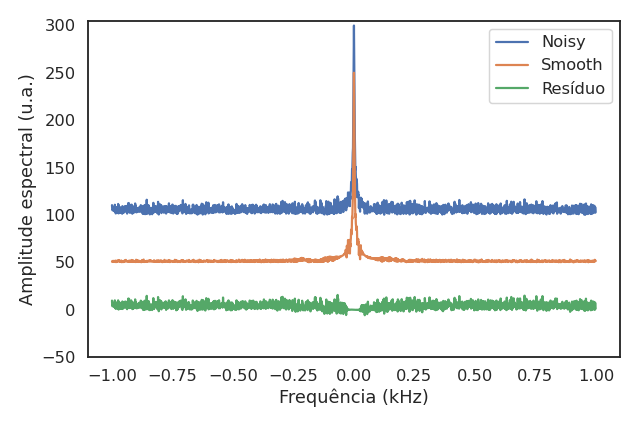 300
250
200
150
100
50
0
−50
Amplitude espectral (u.a.)
Noisy
Smooth
Resíduo
−1.00 −0.75 −0.50 −0.25 0.00 0.25 0.50 0.75 1.00
Frequência (kHz)